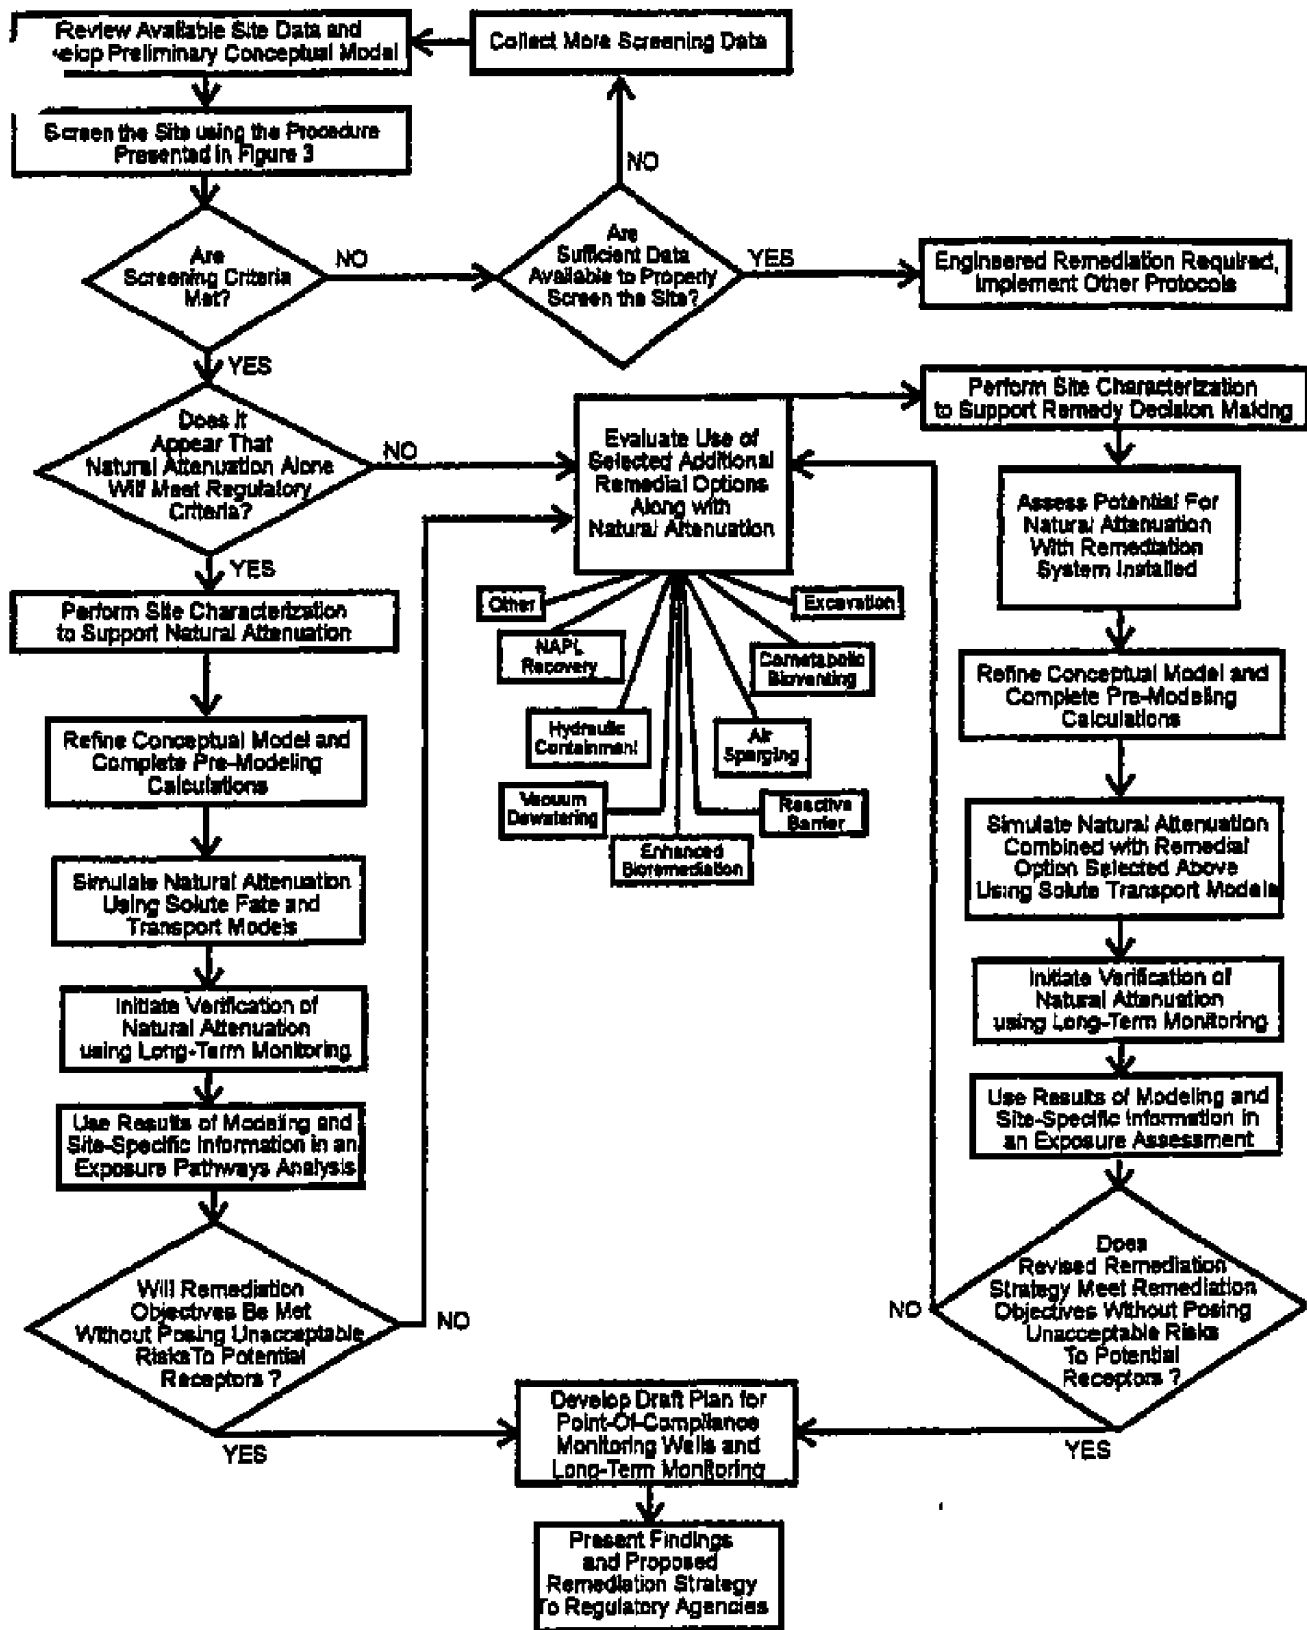 Review Available Site Data and
velop Preliminary Conceptual Model
Collect More Screening Data
Screen the Site using the Procedure
Presented in Figure 3
NO
Are
Screening Criteria
Met?
NO
Are
Sufficient Data
Available to Properly
Screen the Site?
YES
Engineered Remediation Required,
Implement Other Protocols
YES
Does it
Appear That
Natural Attenuation Alone
Will Meet Regulatory
Criteria?
NO
Evaluate Use of
Selected Additional
Remedial Options
Along with
Natural Attenuation
Perform Site Characterization
to Support Remedy Decision Making
Assess Potential For
Natural Attenuation
With Remediation
System Installed
YES
Perform Site Characterization
to Support Natural Attenuation
Other
Excavation
NAPL
Recovery
Cometabolic
Bioventing
Hydraulic
Containment
Air
Sparging
Vacuum
Dewatering
Reactive
Barrier
Enhanced
Bioremediation
Refine Conceptual Model and
Complete Pre-Modeling
Calculations
Refine Conceptual Model and
Complete Pre-Modeling
Calculations
Simulate Natural Attenuation
Using Solute Fate and
Transport Models
Simulate Natural Attenuation
Combined with Remedial
Option Selected Above
Using Solute Transport Models
Initiate Verification of
Natural Attenuation
using Long-Term Monitoring
Initiate Verification of
Natural Attenuation
using Long-Term Monitoring
Use Results of Modeling and
Site-Specific Information in an
Exposure Pathways Analysis
Use Results of Modeling and
Site-Specific Information in
an Exposure Assessment
Will Remediation
Objectives Be Met
Without Posing Unacceptable
RisksTo Potential
Receptors ?
NO
NO
Does
Revised Remediation
Strategy Meet Remediation
Objectives Without Posing
Unacceptable Risks
To Potential
Receptors ?
YES
Develop Draft Plan for
Point-Of-Compliance
Monitoring Wells and
Long-Term Monitoring
YES
Present Findings
and Proposed
Remediation Strategy
To Regulatory Agencies